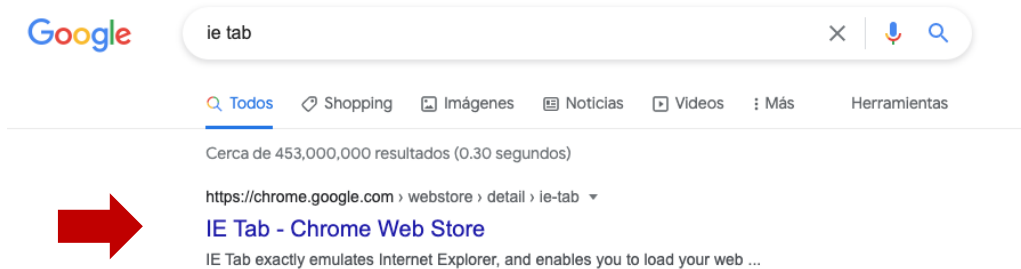 Google
ie tab
Todos Shopping Imágenes Noticias Videos Más Herramientas
Cerca de 453,000,000 resultados (0.30 segundos)
https://chrome.google.com › webstore › detail › ie-tab
IE Tab - Chrome Web Store
IE Tab exactly emulates Internet Explorer, and enables you to load your web ...